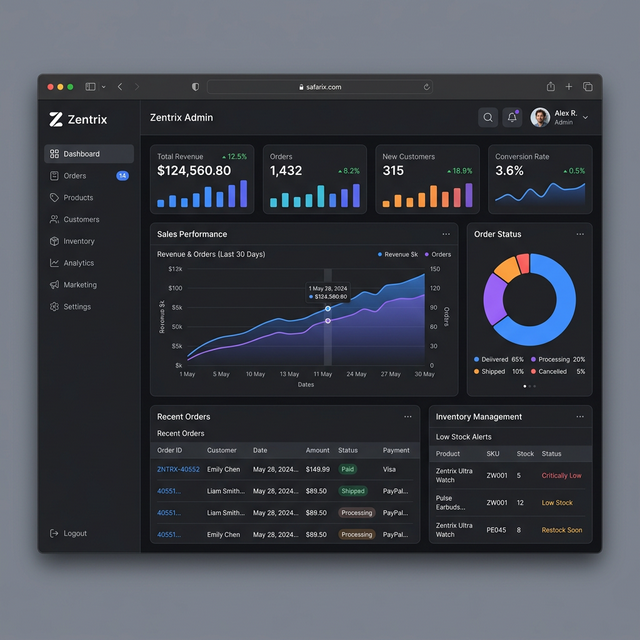 safarix.com
Zentrix
Zentrix Admin
Alex R.
Admin
Dashboard
Orders 14
Products
Customers
Inventory
Analytics
Marketing
Settings
Logout
Total Revenue 12.5%
$124,560.80
Orders
1,432 8.2%
New Customers
315 18.9%
Conversion Rate
3.6% 0.5%
Sales Performance
Revenue & Orders (Last 30 Days)
Revenue $k Orders
$12k
$100
$5k
$0k
$5k
$k
Revenue $k
150
120
90
60
30
0
Orders
1 May 28, 2024
$124,560.60
1 May 5 May 10 May 13 May 11 May 24 May 27 May 30 May
Dates
Order Status
Delivered 65% Processing 20%
Shipped 10% Cancelled 5%
Recent Orders
Recent Orders
Order ID Customer Date Amount Status Payment
ZNTRX-40552 Emily Chen May 28, 2024... $149.99 Paid Visa
40551... Liam Smith... May 28, 2024... $89.50 Shipped PayPal...
40551... Liam Smith... May 28, 2024... $89.50 Processing PayPal...
40551... Emily Chen May 28, 2024... $89.50 Processing PayPal...
Inventory Management
Low Stock Alerts
Product SKU Stock Status
Zentrix Ultra Watch ZW001 5 Critically Low
Pulse Earbuds... ZW001 12 Low Stock
Zentrix Ultra Watch PE045 8 Restock Soon